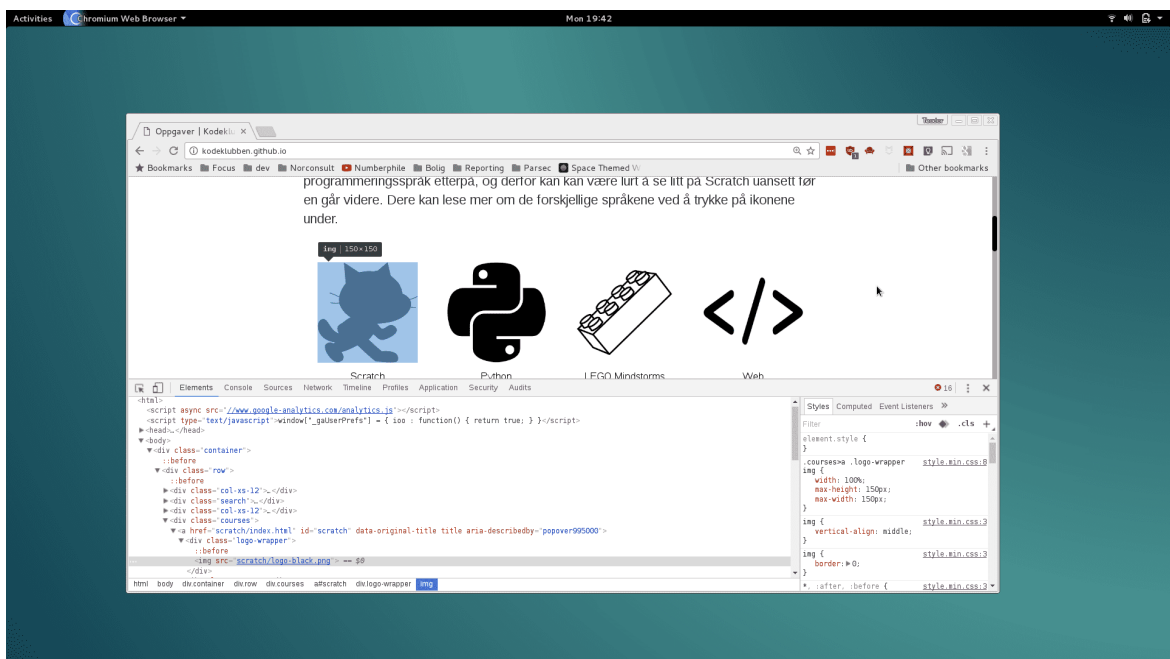 Activities Chromium Web Browser Mon 19:42
Oppgaver | Kodeklu ×
kodeklubben.github.io
Bookmarks Focus dev Norconsult Numberphile Bolig Reporting Parsec Space Themed W Other bookmarks
programmeringsspråk etterpå, og derfor kan kan være lurt å se litt på Scratch uansett før
en går videre. Dere kan lese mer om de forskjellige språkene ved å trykke på ikonene
under.
img | 150×150
</>
Scratch Python LEGO Mindstorms Web
Elements Console Sources Network Timeline Profiles Application Security Audits 16
<html>
<script async src="//www.google-analytics.com/analytics.js"></script>
<script type="text/javascript">window["_gaUserPrefs"] = { ioo : function() { return true; } }</script>
<head>…</head>
<body>
<div class="container">
::before
<div class="row">
::before
<div class="col-xs-12">…</div>
<div class="search">…</div>
<div class="col-xs-12">…</div>
<div class="courses">
<a href="scratch/index.html" id="scratch" data-original-title title aria-describedby="popover995000">
<div class="logo-wrapper">
::before
<img src="scratch/logo-black.png"> == $0
</div>
html body div.container div.row div.courses a#scratch div.logo-wrapper img
Styles Computed Event Listeners »
Filter :hov .cls +
element.style {
}
.courses>a .logo-wrapper style.min.css:8
img {
width: 100%;
max-height: 150px;
max-width: 150px;
}
img { style.min.css:3
vertical-align: middle;
}
img { style.min.css:3
border: 0;
}
*, :after, :before { style.min.css:3